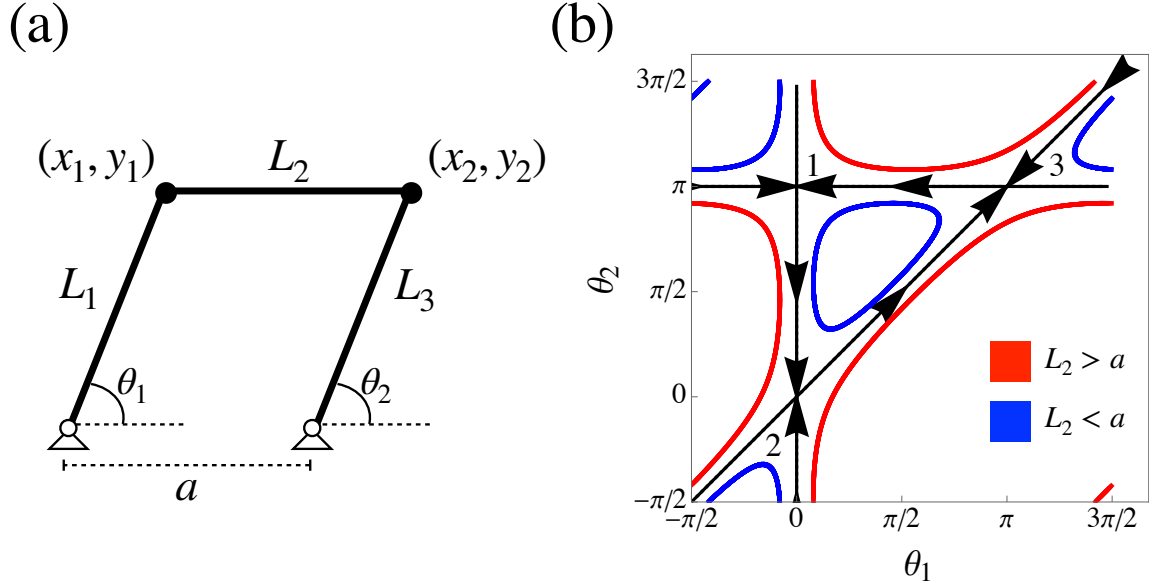 (a)
(x₁, y₁)
L₂
(x₂, y₂)
L₁
L₃
θ₁
θ₂
a
(b)
3π/2
π
π/2
0
−π/2
θ₂
1
3
2
L₂ > a
L₂ < a
−π/2 0 π/2 π 3π/2
θ₁